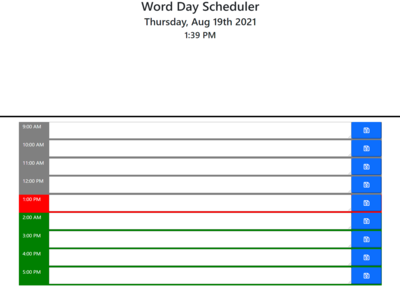 Word Day Scheduler
Thursday, Aug 19th 2021
1:39 PM
9:00 AM
10:00 AM
11:00 AM
12:00 PM
1:00 PM
2:00 AM
3:00 PM
4:00 PM
5:00 PM